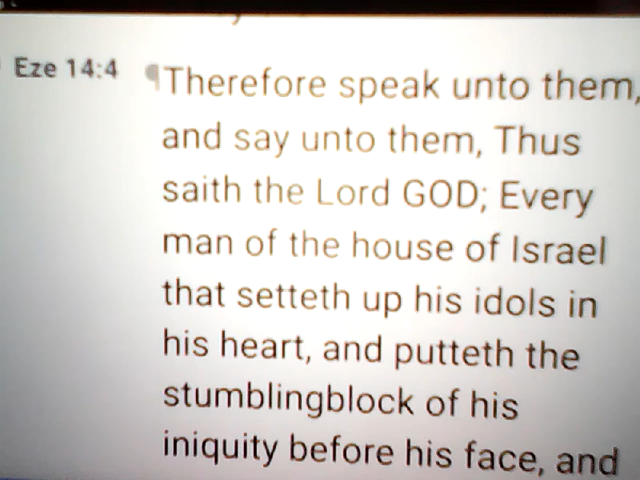 Eze 14:4 ¶Therefore speak unto them,
and say unto them, Thus
saith the Lord GOD; Every
man of the house of Israel
that setteth up his idols in
his heart, and putteth the
stumblingblock of his
iniquity before his face, and